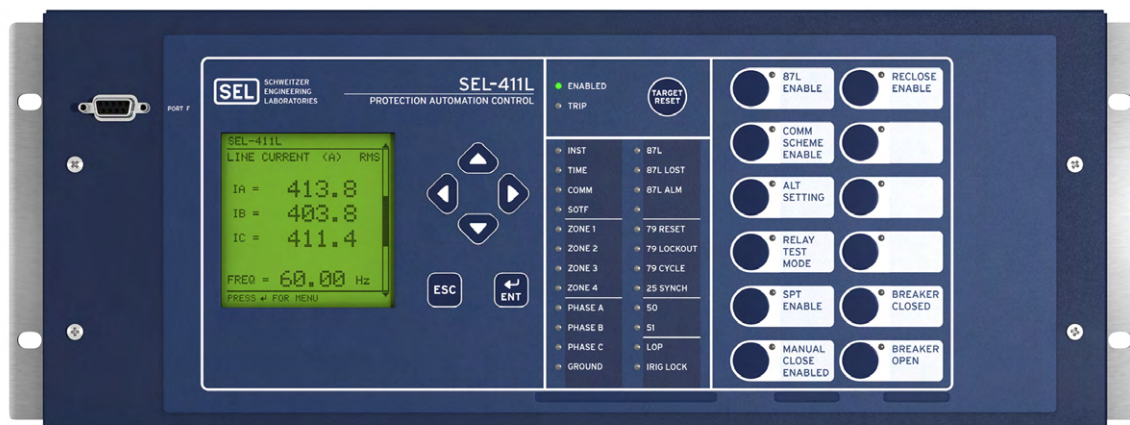 PORT F
SEL
SCHWEITZER
ENGINEERING
LABORATORIES
SEL-411L
PROTECTION AUTOMATION CONTROL
SEL-411L
LINE CURRENT (A) RMS
IA = 413.8
IB = 403.8
IC = 411.4
FREQ = 60.00 Hz
PRESS ↵ FOR MENU
ESC
ENT
ENABLED
TRIP
TARGET
RESET
INST
TIME
COMM
SOTF
ZONE 1
ZONE 2
ZONE 3
ZONE 4
PHASE A
PHASE B
PHASE C
GROUND
87L
87L LOST
87L ALM
79 RESET
79 LOCKOUT
79 CYCLE
25 SYNCH
50
51
LOP
IRIG LOCK
87L
ENABLE
COMM
SCHEME
ENABLE
ALT
SETTING
RELAY
TEST
MODE
SPT
ENABLE
MANUAL
CLOSE
ENABLED
RECLOSE
ENABLE
BREAKER
CLOSED
BREAKER
OPEN